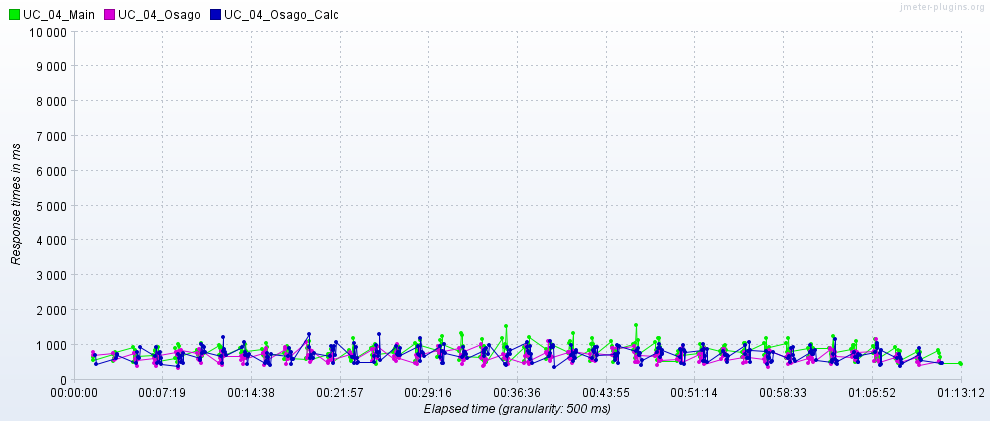 UC_04_Main UC_04_Osago UC_04_Osago_Calc
jmeter-plugins.org
10 000
9 000
8 000
7 000
6 000
5 000
4 000
3 000
2 000
1 000
0
Response times in ms
00:00:00 00:07:19 00:14:38 00:21:57 00:29:16 00:36:36 00:43:55 00:51:14 00:58:33 01:05:52 01:13:12
Elapsed time (granularity: 500 ms)